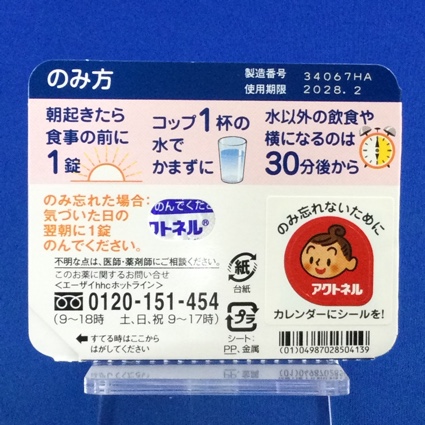 のみ方
製造番号 34067HA
使用期限 2028. 2
朝起きたら
食事の前に
1錠
コップ1杯の
水で
かまずに
水以外の飲食や
横になるのは
30分後から
のみ忘れた場合:
気づいた日の
翌朝に1錠
のんでください。
のんでくださ
アクトネル®
不明な点は、医師・薬剤師にご相談ください。
このお薬に関するお問い合せ
<エーザイhhcホットライン>
0120-151-454
(9〜18時 土、日、祝 9〜17時)
←すてる時はここから
はがしてください
紙
台紙
プラ
シート:
PP、金属
のみ忘れないために
アクトネル
カレンダーにシールを!
(01)04987028504139